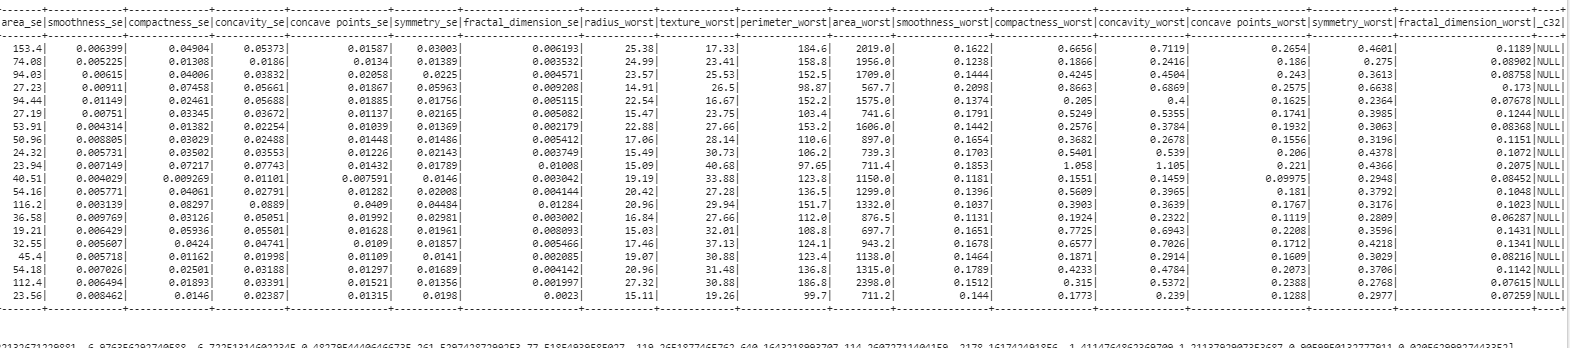 area_se|smoothness_se|compactness_se|concavity_se|concave points_se|symmetry_se|fractal_dimension_se|radius_worst|texture_worst|perimeter_worst|area_worst|smoothness_worst|compactness_worst|concavity_worst|concave points_worst|symmetry_worst|fractal_dimension_worst|_c32|
153.4| 0.006399| 0.04904| 0.05373| 0.01587| 0.03003| 0.006193| 25.38| 17.33| 184.6| 2019.0| 0.1622| 0.6656| 0.7119| 0.2654| 0.4601| 0.1189|NULL|
74.08| 0.005225| 0.01308| 0.0186| 0.0134| 0.01389| 0.003532| 24.99| 23.41| 158.8| 1956.0| 0.1238| 0.1866| 0.2416| 0.186| 0.275| 0.08902|NULL|
94.03| 0.00615| 0.04006| 0.03832| 0.02058| 0.0225| 0.004571| 23.57| 25.53| 152.5| 1709.0| 0.1444| 0.4245| 0.4504| 0.243| 0.3613| 0.08758|NULL|
27.23| 0.00911| 0.07458| 0.05661| 0.01867| 0.05963| 0.009208| 14.91| 26.5| 98.87| 567.7| 0.2098| 0.8663| 0.6869| 0.2575| 0.6638| 0.173|NULL|
94.44| 0.01149| 0.02461| 0.05688| 0.01885| 0.01756| 0.005115| 22.54| 16.67| 152.2| 1575.0| 0.1374| 0.205| 0.4| 0.1625| 0.2364| 0.07678|NULL|
27.19| 0.00751| 0.03345| 0.03672| 0.01137| 0.02165| 0.005082| 15.47| 23.75| 103.4| 741.6| 0.1791| 0.5249| 0.5355| 0.1741| 0.3985| 0.1244|NULL|
53.91| 0.004314| 0.01382| 0.02254| 0.01039| 0.01369| 0.002179| 22.88| 27.66| 153.2| 1606.0| 0.1442| 0.2576| 0.3784| 0.1932| 0.3063| 0.08368|NULL|
50.96| 0.008805| 0.03029| 0.02488| 0.01448| 0.01486| 0.005412| 17.06| 28.14| 110.6| 897.0| 0.1654| 0.3682| 0.2678| 0.1556| 0.3196| 0.1151|NULL|
24.32| 0.005731| 0.03502| 0.03553| 0.01226| 0.02143| 0.003749| 15.49| 30.73| 106.2| 739.3| 0.1703| 0.5401| 0.539| 0.206| 0.4378| 0.1072|NULL|
23.94| 0.007149| 0.07217| 0.07743| 0.01432| 0.01789| 0.01008| 15.09| 40.68| 97.65| 711.4| 0.1853| 1.058| 1.105| 0.221| 0.4366| 0.2075|NULL|
40.51| 0.004029| 0.009269| 0.01101| 0.007591| 0.0146| 0.003042| 19.19| 33.88| 123.8| 1150.0| 0.1181| 0.1551| 0.1459| 0.09975| 0.2948| 0.08452|NULL|
54.16| 0.005771| 0.04061| 0.02791| 0.01282| 0.02008| 0.004144| 20.42| 27.28| 136.5| 1299.0| 0.1396| 0.5609| 0.3965| 0.181| 0.3792| 0.1048|NULL|
116.2| 0.003139| 0.08297| 0.0889| 0.0409| 0.04484| 0.01284| 20.96| 29.94| 151.7| 1332.0| 0.1037| 0.3903| 0.3639| 0.1767| 0.3176| 0.1023|NULL|
36.58| 0.009769| 0.03126| 0.05051| 0.01992| 0.02981| 0.003002| 16.84| 27.66| 112.0| 876.5| 0.1131| 0.1924| 0.2322| 0.1119| 0.2809| 0.06287|NULL|
19.21| 0.006429| 0.05936| 0.05501| 0.01628| 0.01961| 0.008093| 15.03| 32.01| 108.8| 697.7| 0.1651| 0.7725| 0.6943| 0.2208| 0.3596| 0.1431|NULL|
32.55| 0.005607| 0.0424| 0.04741| 0.0109| 0.01857| 0.005466| 17.46| 37.13| 124.1| 943.2| 0.1678| 0.6577| 0.7026| 0.1712| 0.4218| 0.1341|NULL|
45.4| 0.005718| 0.01162| 0.01998| 0.01109| 0.0141| 0.002085| 19.07| 30.88| 123.4| 1138.0| 0.1464| 0.1871| 0.2914| 0.1609| 0.3029| 0.08216|NULL|
54.18| 0.007026| 0.02501| 0.03188| 0.01297| 0.01689| 0.004142| 20.96| 31.48| 136.8| 1315.0| 0.1789| 0.4233| 0.4784| 0.2073| 0.3706| 0.1142|NULL|
112.4| 0.006494| 0.01893| 0.03391| 0.01521| 0.01356| 0.001997| 27.32| 30.88| 186.8| 2398.0| 0.1512| 0.315| 0.5372| 0.2388| 0.2768| 0.07615|NULL|
23.56| 0.008462| 0.0146| 0.02387| 0.01315| 0.0198| 0.0023| 15.11| 19.26| 99.7| 711.2| 0.144| 0.1773| 0.239| 0.1288| 0.2977| 0.07259|NULL|